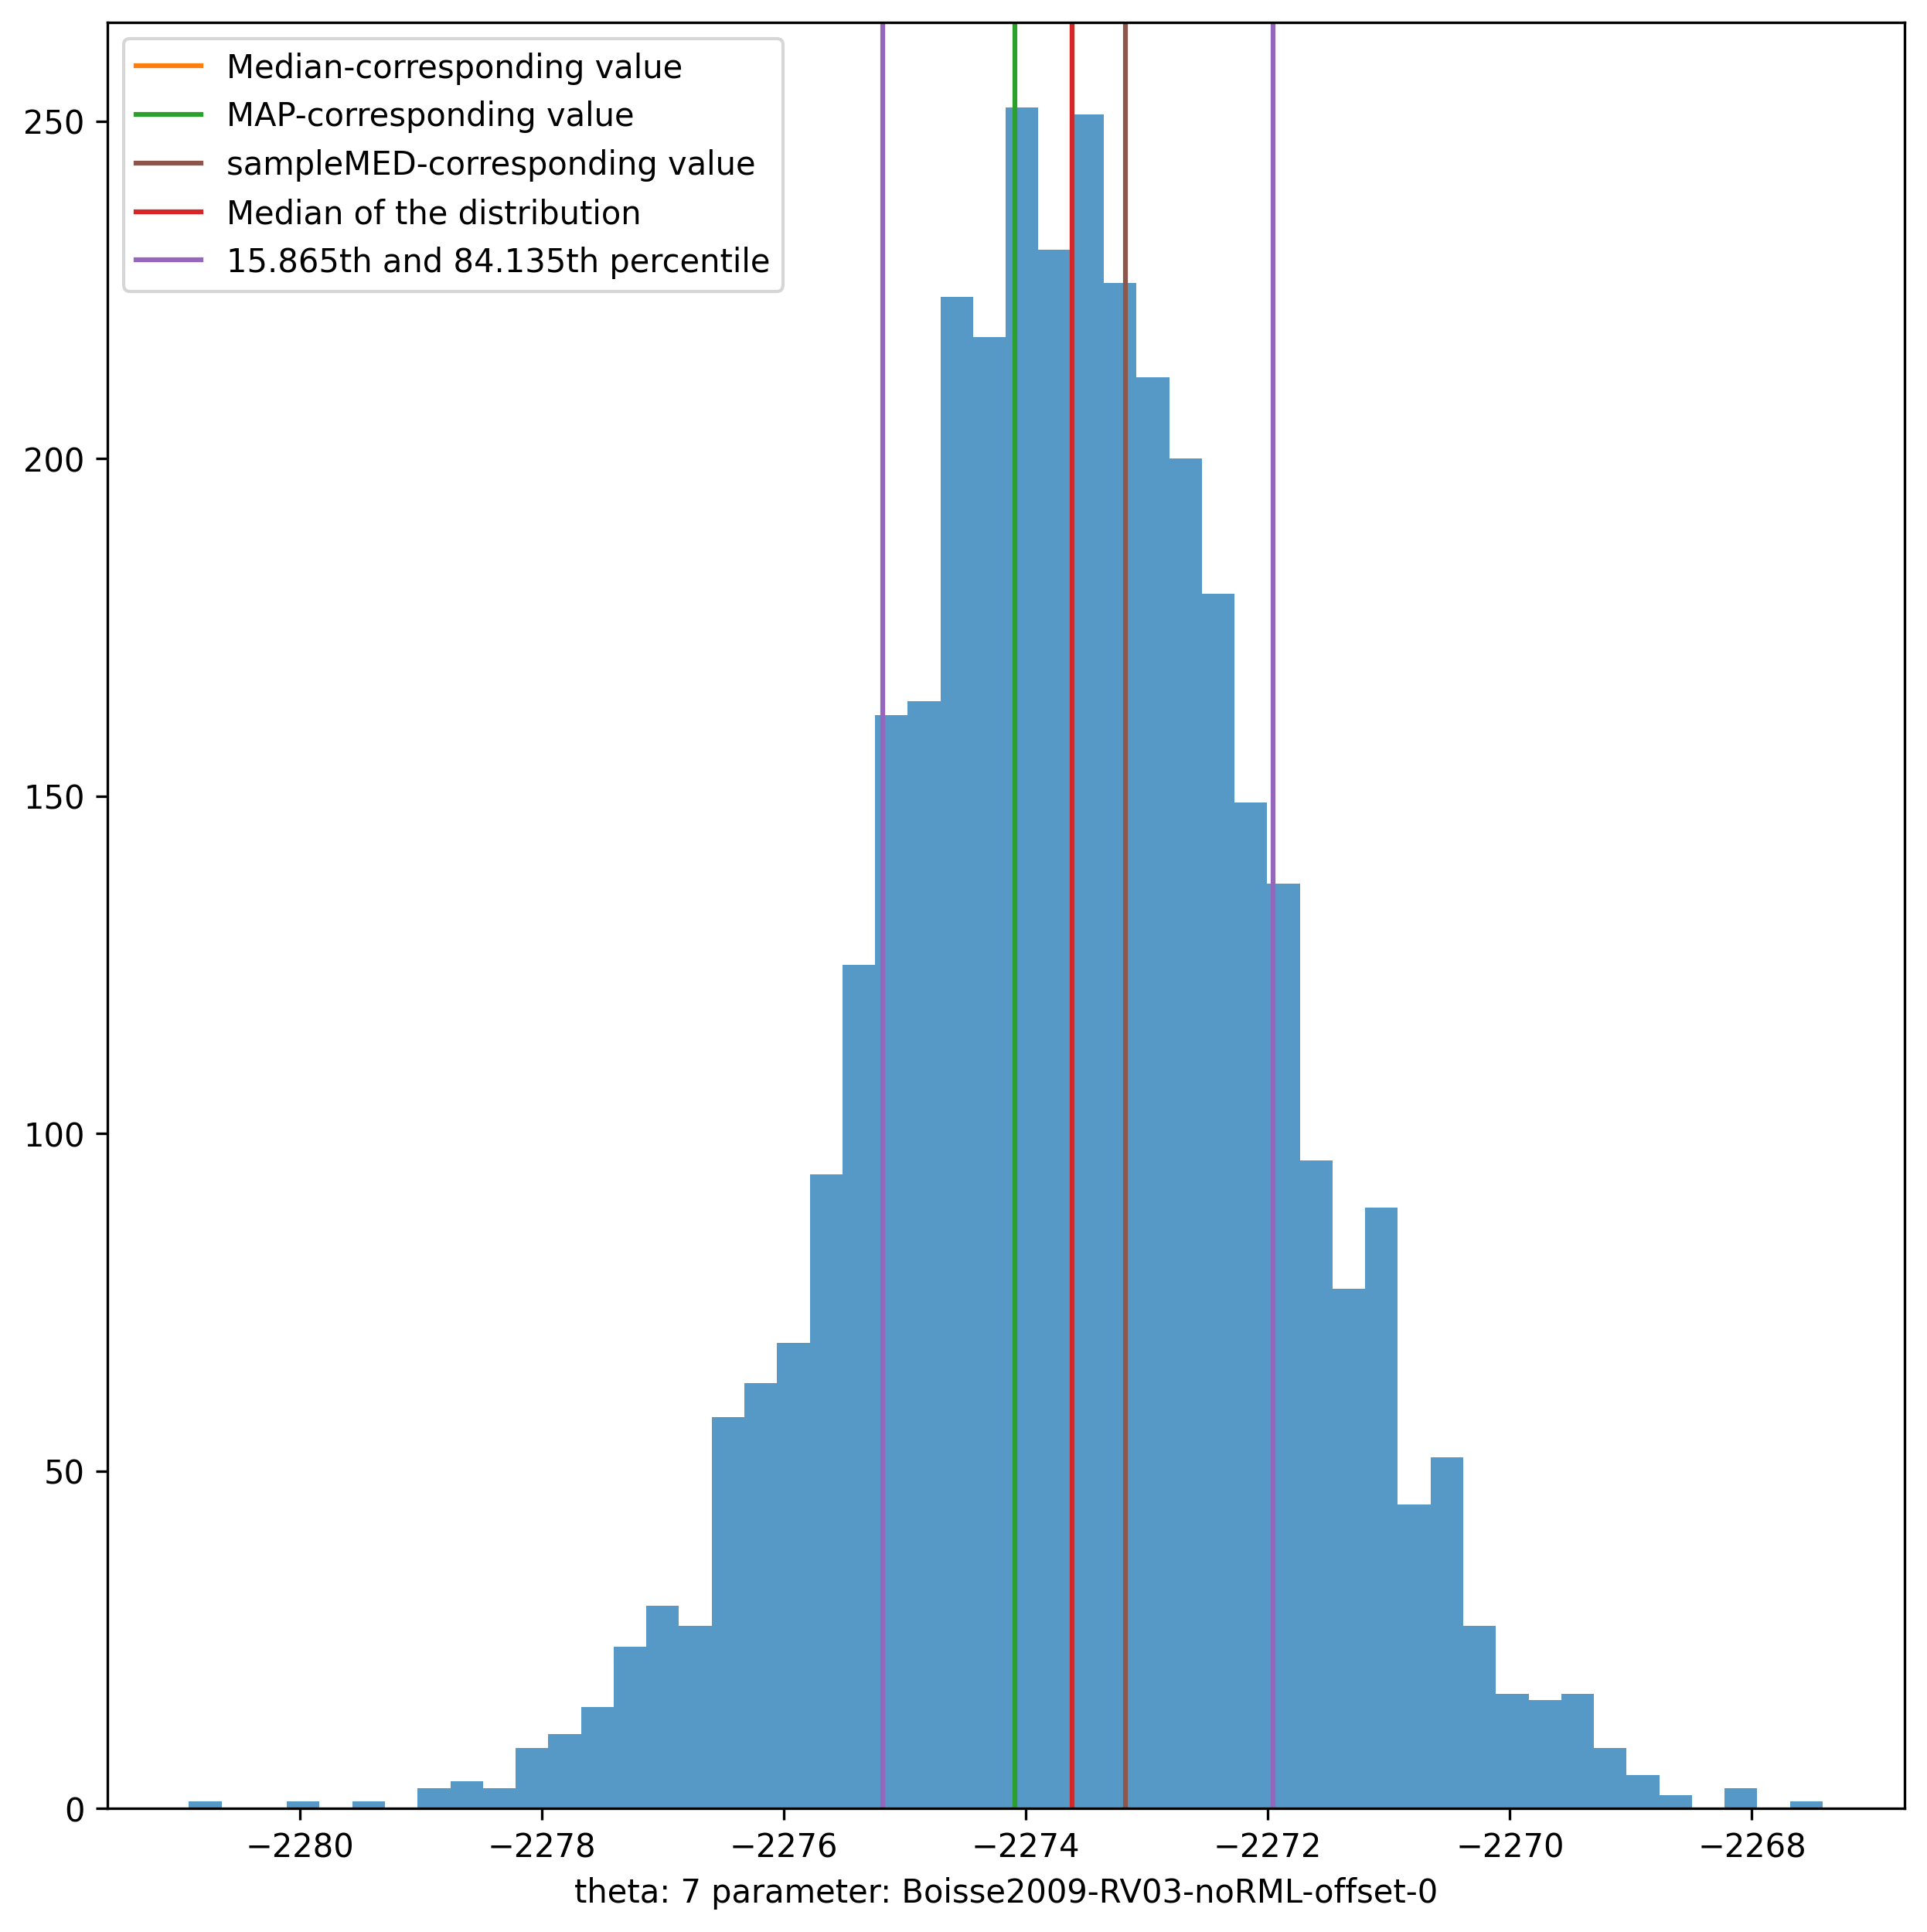 Median-corresponding value
MAP-corresponding value
sampleMED-corresponding value
Median of the distribution
15.865th and 84.135th percentile
250
200
150
100
50
0
−2280 −2278 −2276 −2274 −2272 −2270 −2268
theta: 7 parameter: Boisse2009-RV03-noRML-offset-0